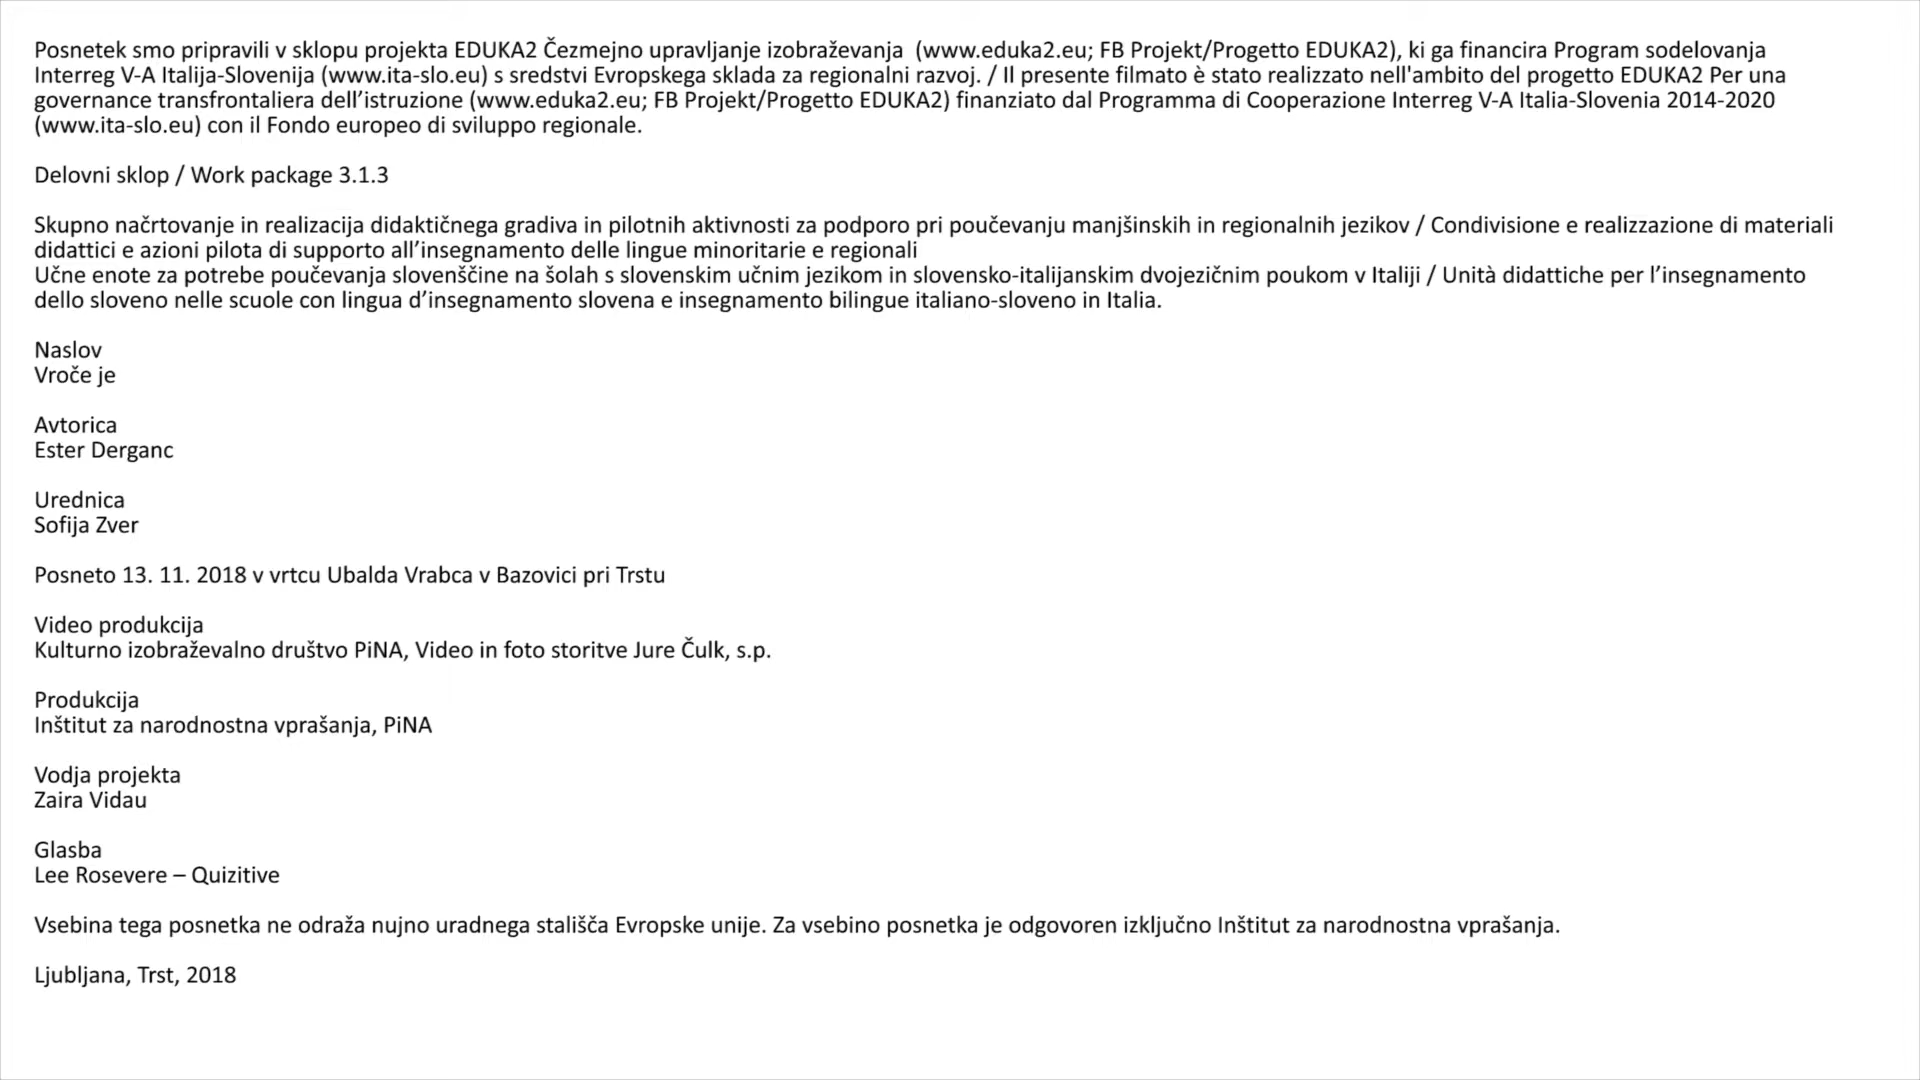 Posnetek smo pripravili v sklopu projekta EDUKA2 Čezmejno upravljanje izobraževanja  (www.eduka2.eu; FB Projekt/Progetto EDUKA2), ki ga financira Program sodelovanja
Interreg V-A Italija-Slovenija (www.ita-slo.eu) s sredstvi Evropskega sklada za regionalni razvoj. / Il presente filmato è stato realizzato nell'ambito del progetto EDUKA2 Per una
governance transfrontaliera dell’istruzione (www.eduka2.eu; FB Projekt/Progetto EDUKA2) finanziato dal Programma di Cooperazione Interreg V-A Italia-Slovenia 2014-2020
(www.ita-slo.eu) con il Fondo europeo di sviluppo regionale.
Delovni sklop / Work package 3.1.3
Skupno načrtovanje in realizacija didaktičnega gradiva in pilotnih aktivnosti za podporo pri poučevanju manjšinskih in regionalnih jezikov / Condivisione e realizzazione di materiali
didattici e azioni pilota di supporto all’insegnamento delle lingue minoritarie e regionali
Učne enote za potrebe poučevanja slovenščine na šolah s slovenskim učnim jezikom in slovensko-italijanskim dvojezičnim poukom v Italiji / Unità didattiche per l’insegnamento
dello sloveno nelle scuole con lingua d’insegnamento slovena e insegnamento bilingue italiano-sloveno in Italia.
Naslov
Vroče je
Avtorica
Ester Derganc
Urednica
Sofija Zver
Posneto 13. 11. 2018 v vrtcu Ubalda Vrabca v Bazovici pri Trstu
Video produkcija
Kulturno izobraževalno društvo PiNA, Video in foto storitve Jure Čulk, s.p.
Produkcija
Inštitut za narodnostna vprašanja, PiNA
Vodja projekta
Zaira Vidau
Glasba
Lee Rosevere – Quizitive
Vsebina tega posnetka ne odraža nujno uradnega stališča Evropske unije. Za vsebino posnetka je odgovoren izključno Inštitut za narodnostna vprašanja.
Ljubljana, Trst, 2018